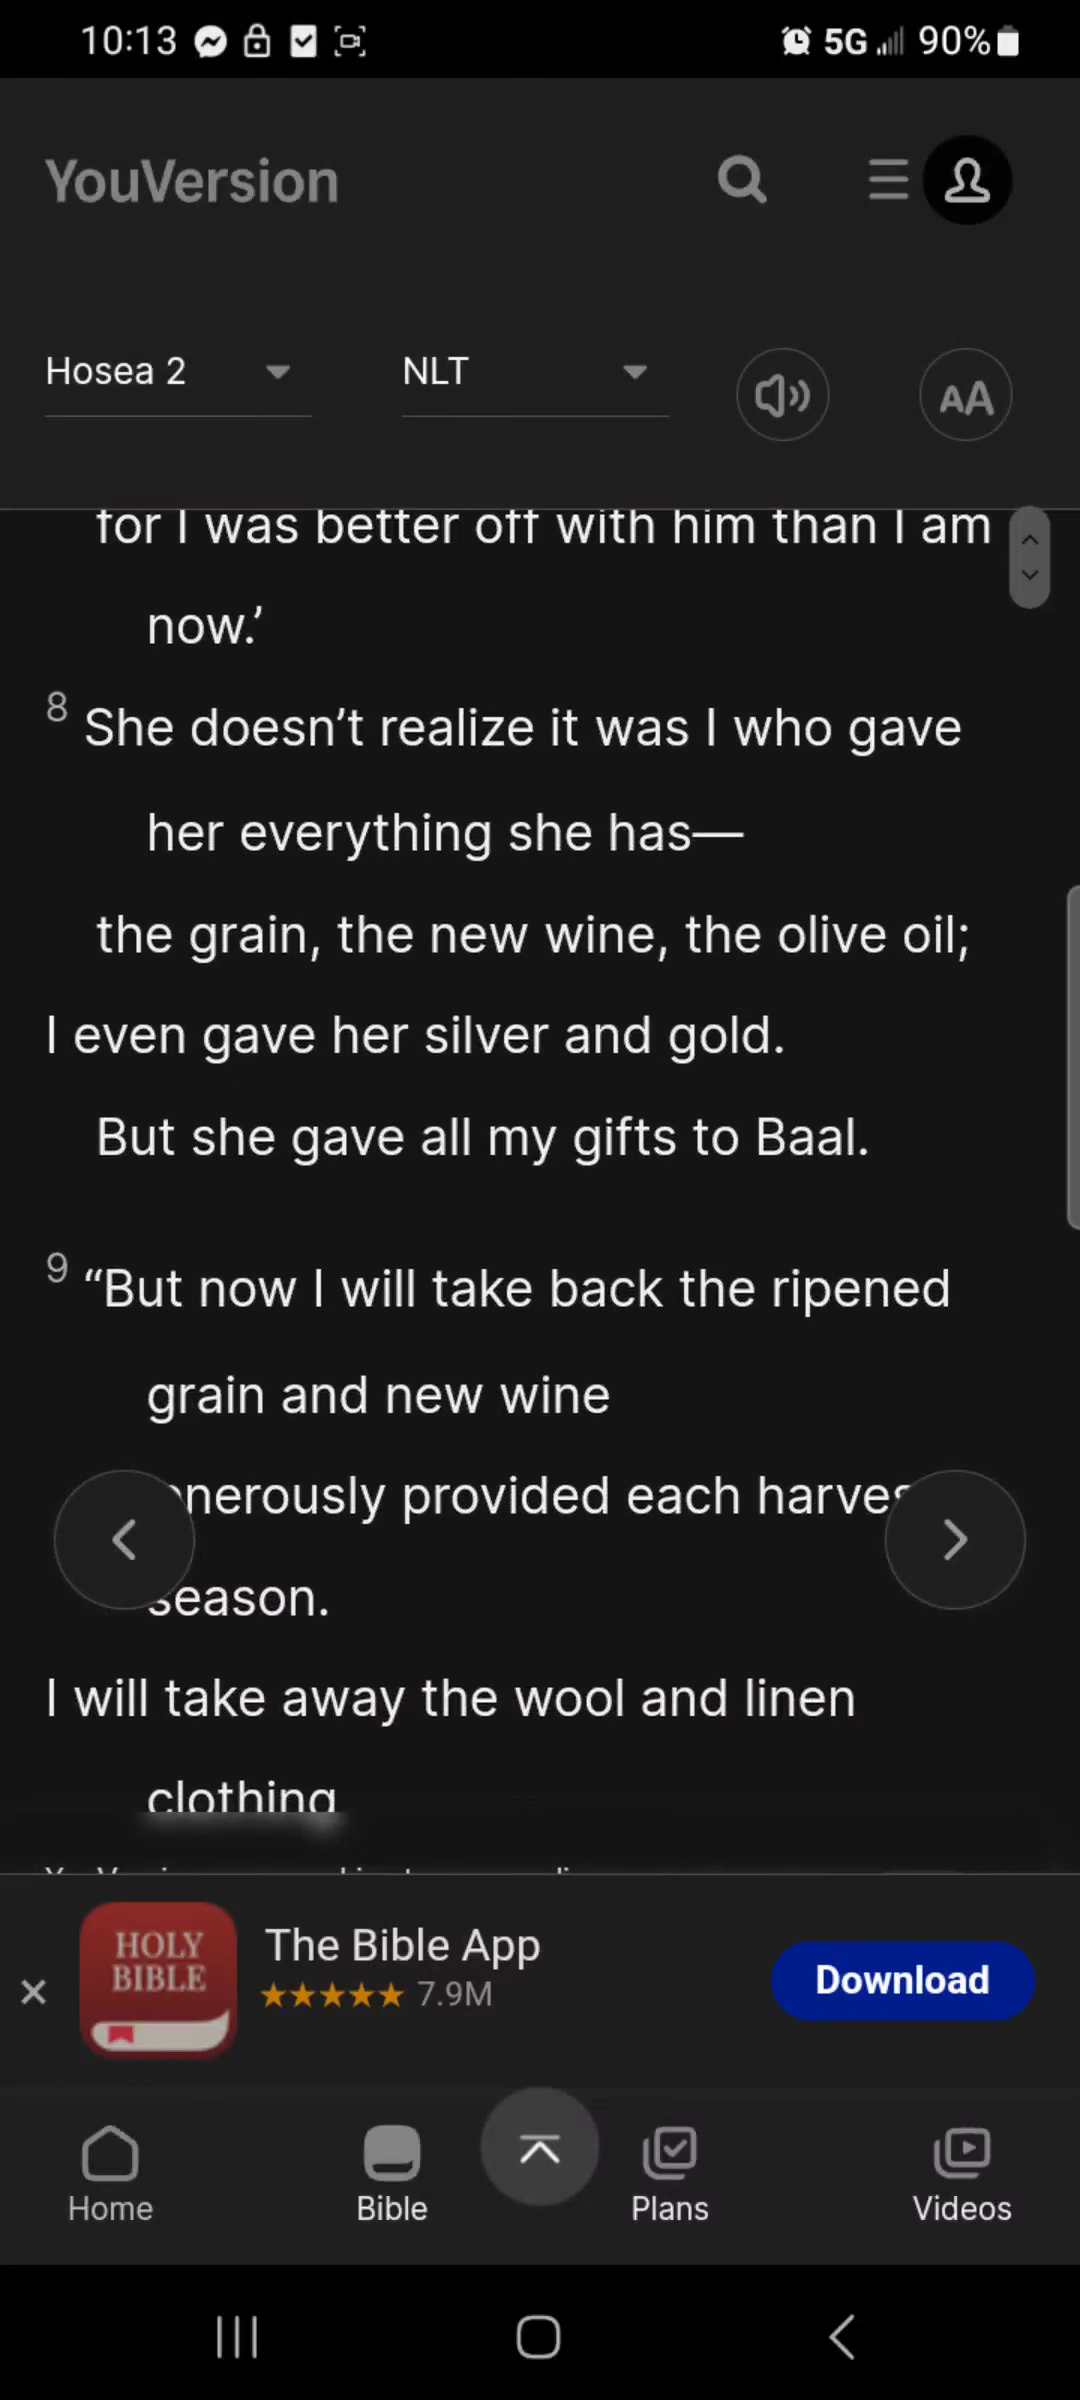 10:13 5G 90%
YouVersion
Hosea 2 NLT AA
for I was better off with him than I am
now.’
8 She doesn’t realize it was I who gave
her everything she has—
the grain, the new wine, the olive oil;
I even gave her silver and gold.
But she gave all my gifts to Baal.
9 “But now I will take back the ripened
grain and new wine
nerously provided each harves
season.
I will take away the wool and linen
clothing
HOLY
BIBLE
The Bible App
★★★★★ 7.9M
Download
Home Bible Plans Videos